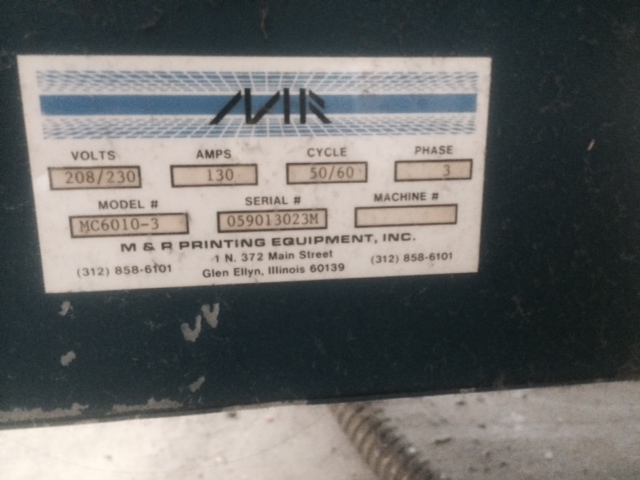 MR
VOLTS AMPS CYCLE PHASE
208/230 130 50/60 3
MODEL # SERIAL # MACHINE #
MC6010-3 059013023M
M & R PRINTING EQUIPMENT, INC.
(312) 858-6101 1 N. 372 Main Street (312) 858-6101
Glen Ellyn, Illinois 60139